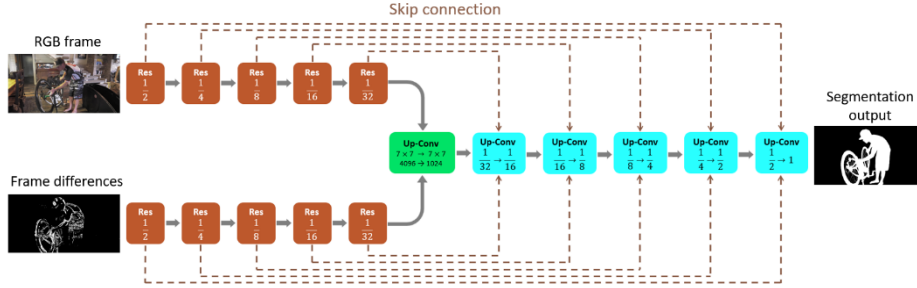 Skip connection
RGB frame
Res
1/2
Res
1/4
Res
1/8
Res
1/16
Res
1/32
Segmentation
output
Up-Conv
7 × 7 → 7 × 7
4096 → 1024
Up-Conv
1/32 → 1/16
Up-Conv
1/16 → 1/8
Up-Conv
1/8 → 1/4
Up-Conv
1/4 → 1/2
Up-Conv
1/2 → 1
Frame differences
Res
1/2
Res
1/4
Res
1/8
Res
1/16
Res
1/32